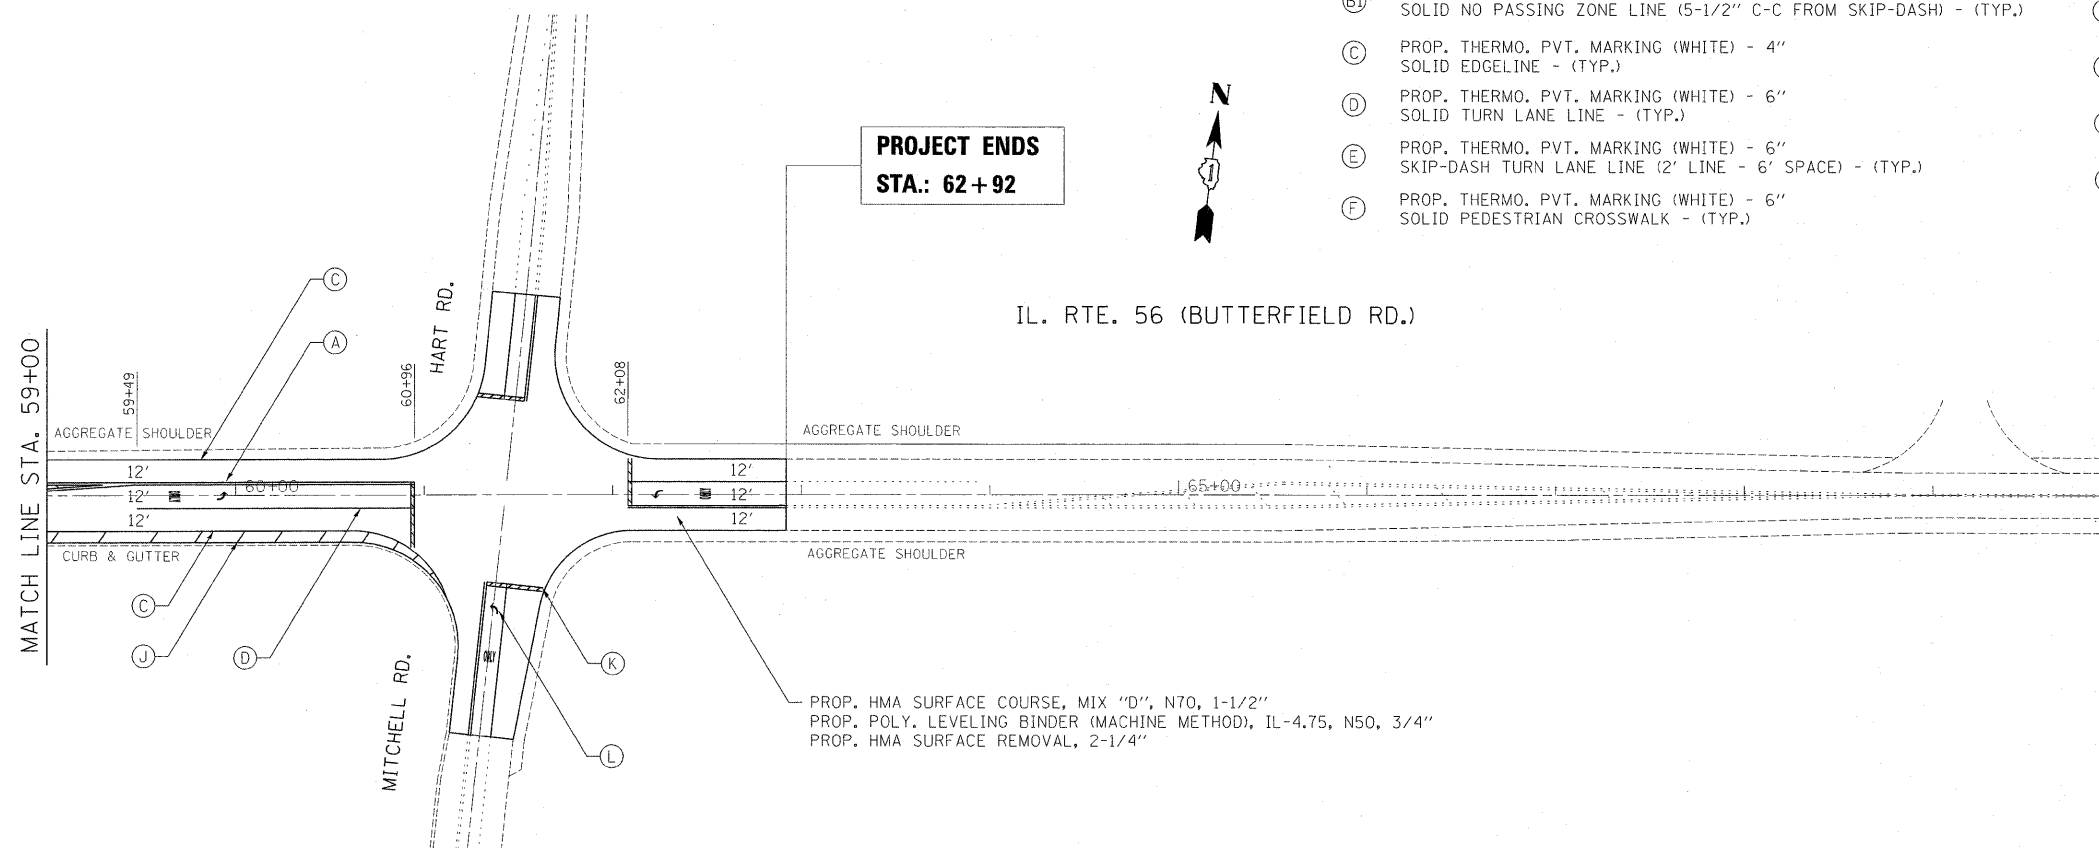 B1
SOLID NO PASSING ZONE LINE (5-1/2" C-C FROM SKIP-DASH) - (TYP.)
C PROP. THERMO. PVT. MARKING (WHITE) - 4"
SOLID EDGELINE - (TYP.)
D PROP. THERMO. PVT. MARKING (WHITE) - 6"
SOLID TURN LANE LINE - (TYP.)
E PROP. THERMO. PVT. MARKING (WHITE) - 6"
SKIP-DASH TURN LANE LINE (2' LINE - 6' SPACE) - (TYP.)
F PROP. THERMO. PVT. MARKING (WHITE) - 6"
SOLID PEDESTRIAN CROSSWALK - (TYP.)
N
1
PROJECT ENDS
STA.: 62+92
IL. RTE. 56 (BUTTERFIELD RD.)
C
A
HART RD.
MATCH LINE STA. 59+00
59+49
60+96
62+08
AGGREGATE SHOULDER
AGGREGATE SHOULDER
12'
12'
12'
60+00
ONLY
12'
12'
12'
65+00
CURB & GUTTER
AGGREGATE SHOULDER
C
J
D
K
L
ONLY
MITCHELL RD.
PROP. HMA SURFACE COURSE, MIX "D", N70, 1-1/2"
PROP. POLY. LEVELING BINDER (MACHINE METHOD), IL-4.75, N50, 3/4"
PROP. HMA SURFACE REMOVAL, 2-1/4"